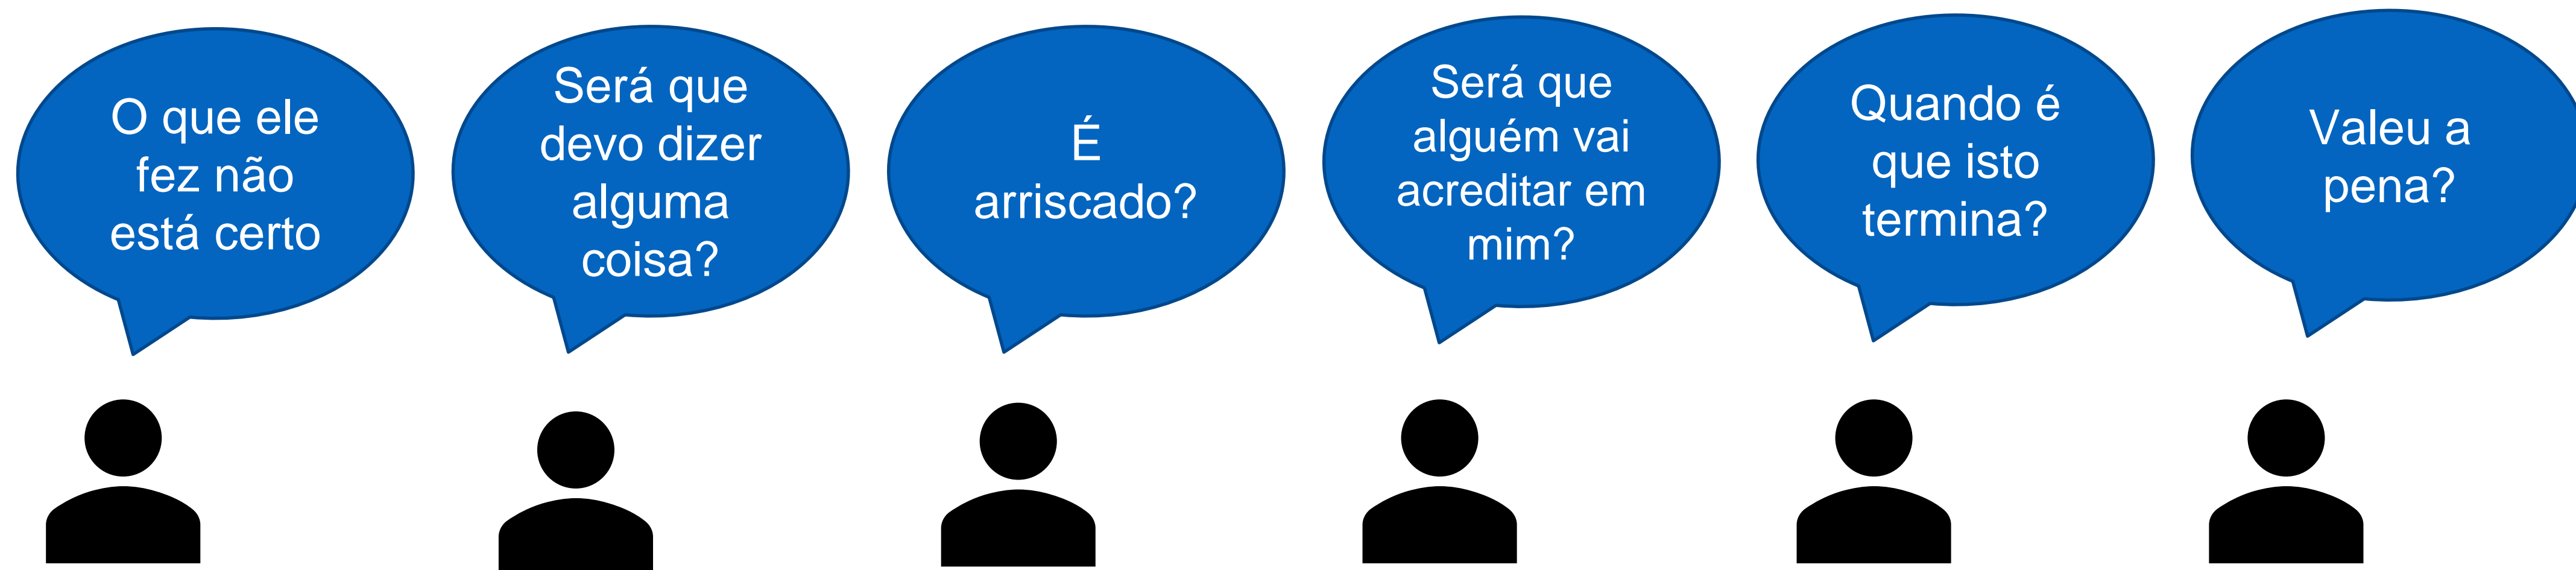 O que ele
fez não
está certo
Será que
devo dizer
alguma
coisa?
É
arriscado?
Será que
alguém vai
acreditar em
mim?
Quando é
que isto
termina?
Valeu a
pena?